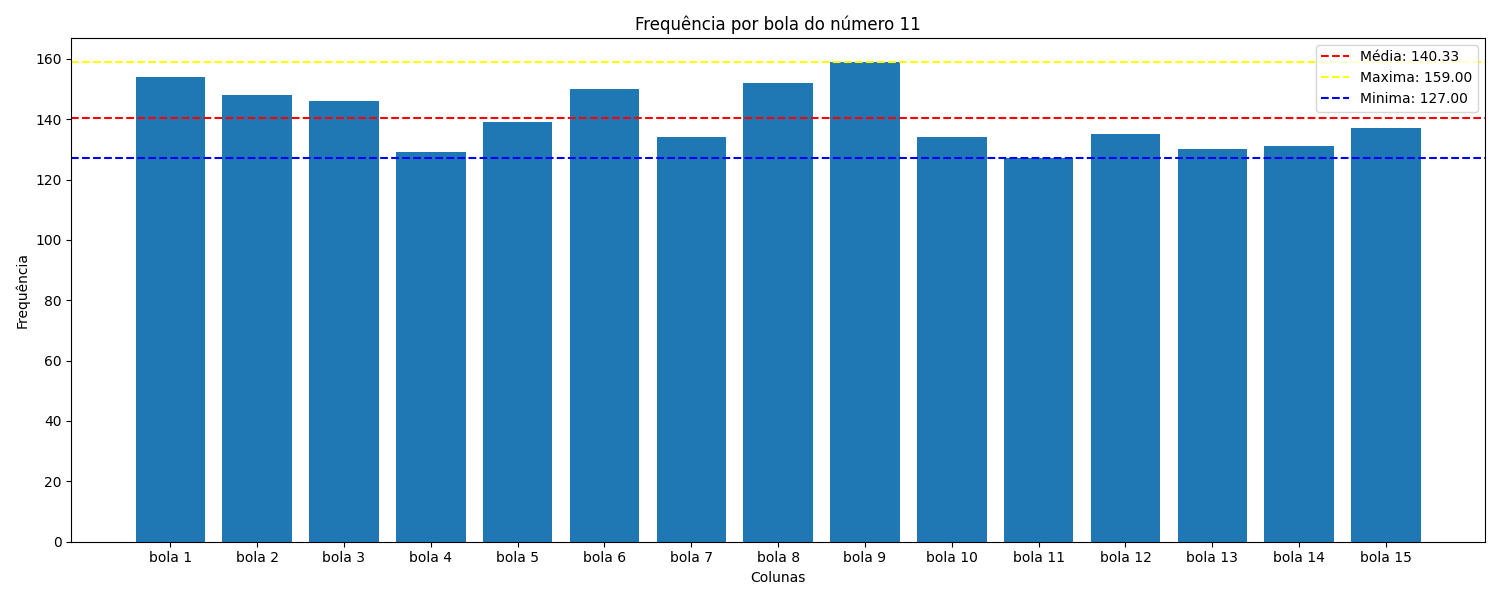 Frequência por bola do número 11
Média: 140.33
Maxima: 159.00
Minima: 127.00
Frequência
160
140
120
100
80
60
40
20
0
bola 1 bola 2 bola 3 bola 4 bola 5 bola 6 bola 7 bola 8 bola 9 bola 10 bola 11 bola 12 bola 13 bola 14 bola 15
Colunas